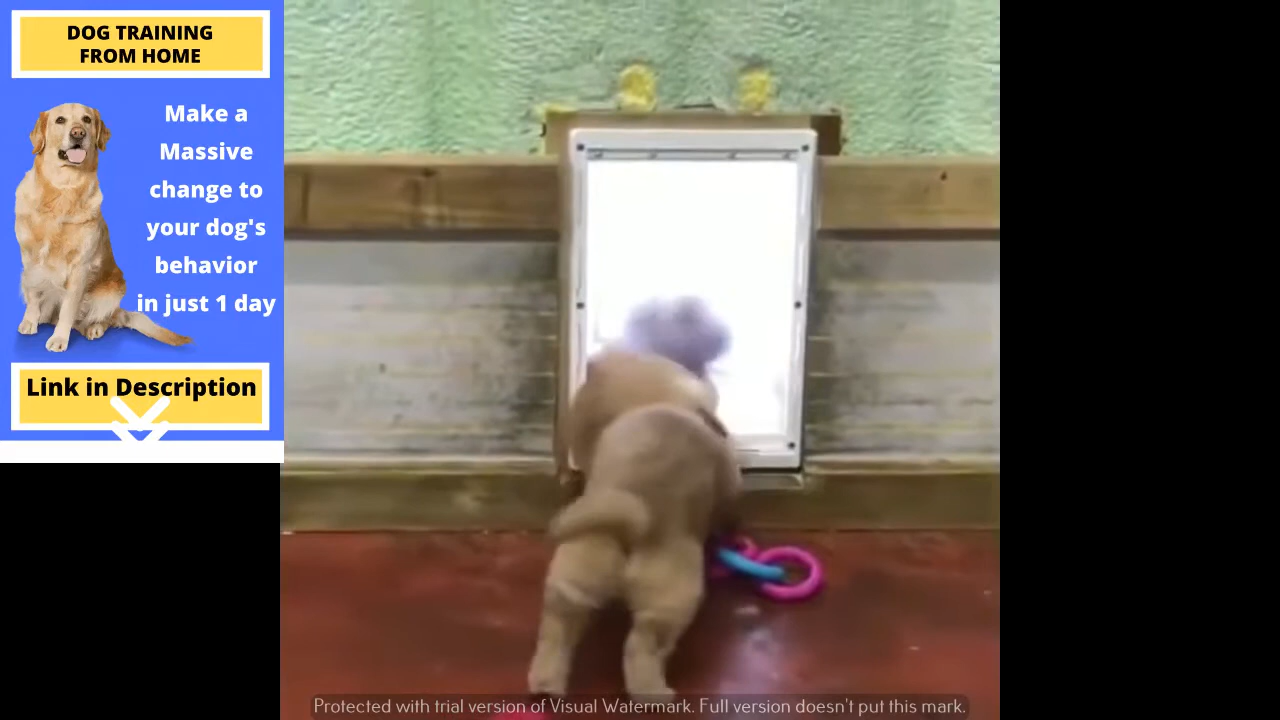 DOG TRAINING
FROM HOME
Make a
Massive
change to
your dog's
behavior
in just 1 day
Link in Description
Protected with trial version of Visual Watermark. Full version doesn't put this mark.